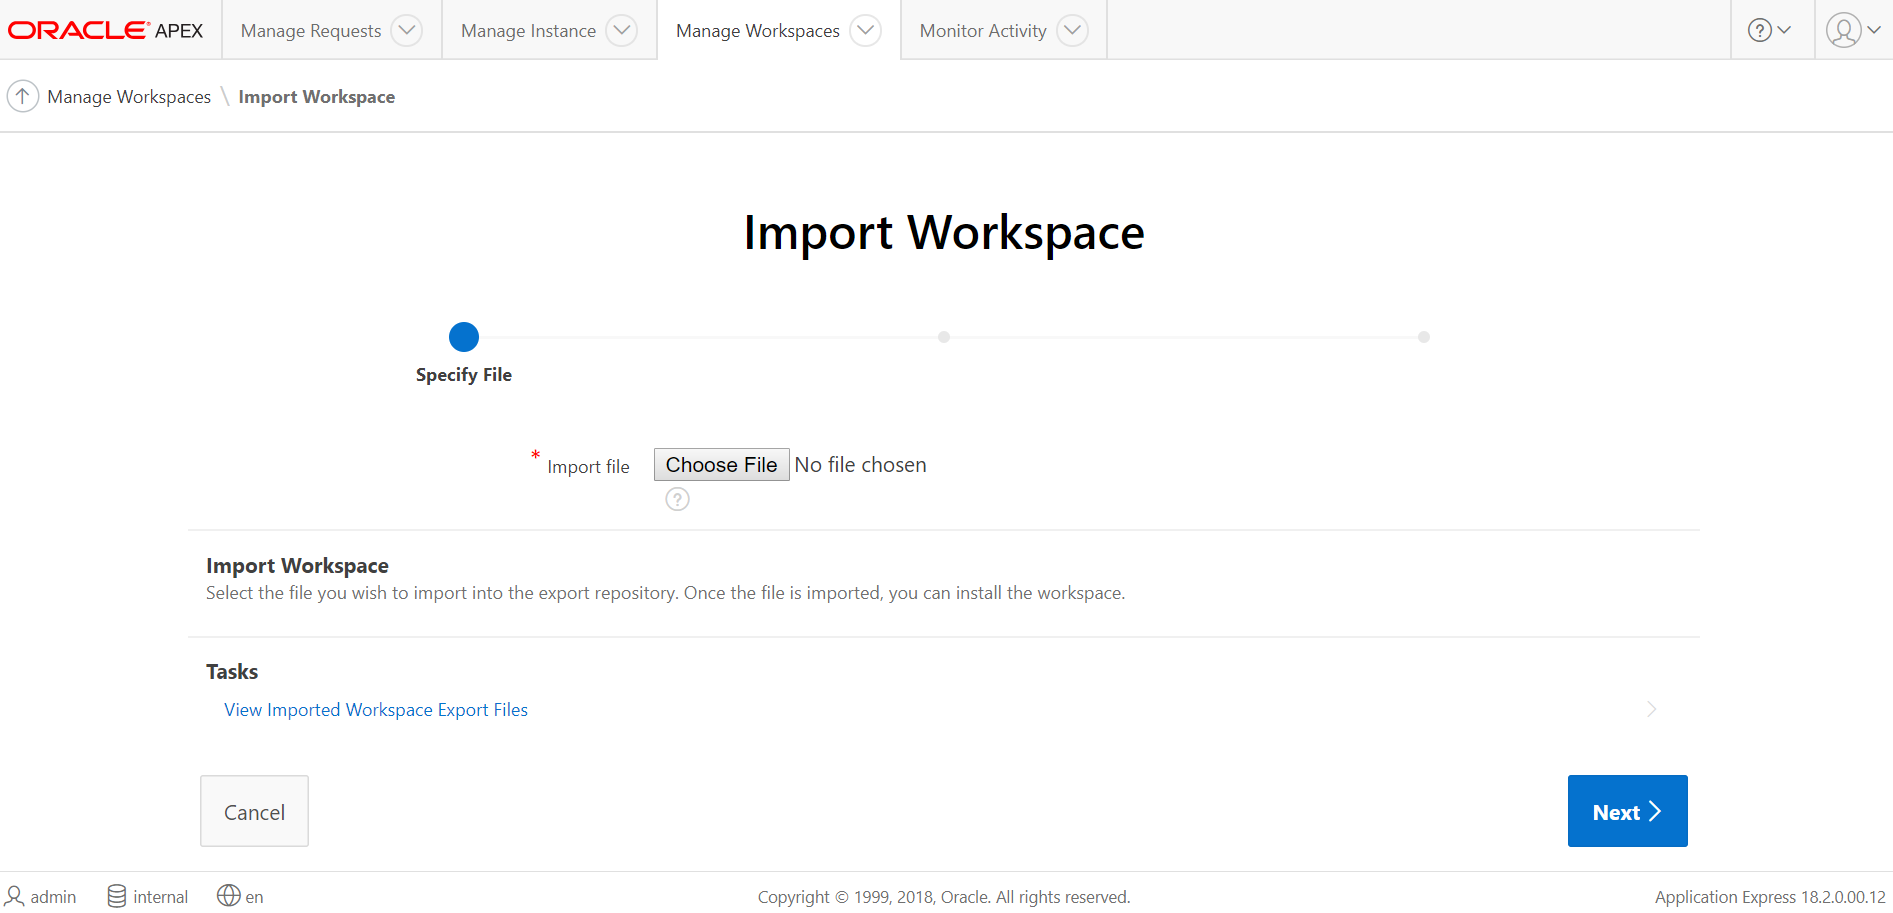 ORACLE® APEX Manage Requests Manage Instance Manage Workspaces Monitor Activity ?
Manage Workspaces \ Import Workspace
Import Workspace
Specify File
* Import file Choose File No file chosen
?
Import Workspace
Select the file you wish to import into the export repository. Once the file is imported, you can install the workspace.
Tasks
View Imported Workspace Export Files
Cancel Next
admin internal en Copyright © 1999, 2018, Oracle. All rights reserved. Application Express 18.2.0.00.12